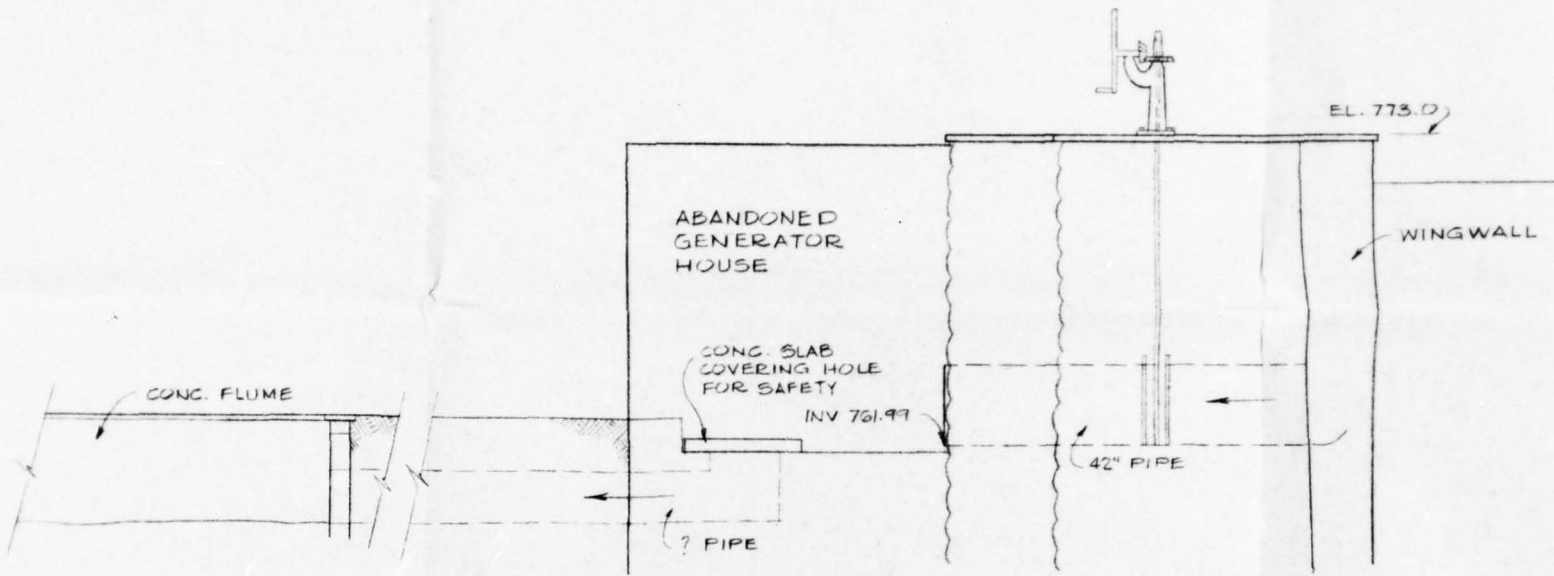 EL. 773.0
ABANDONED
GENERATOR
HOUSE
WINGWALL
CONC. SLAB
COVERING HOLE
FOR SAFETY
CONC. FLUME
INV 761.99
42" PIPE
? PIPE